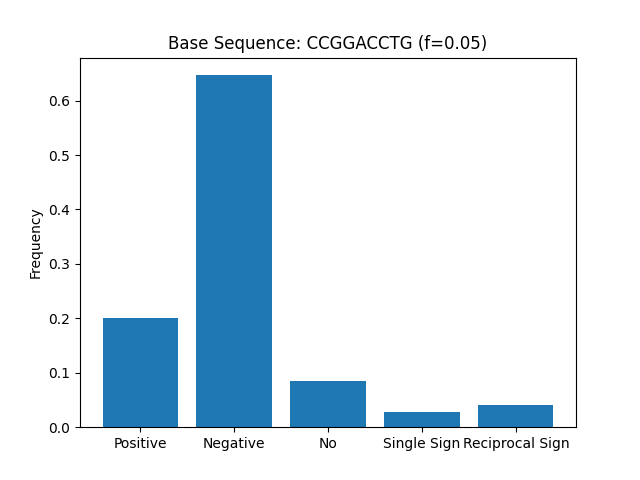 Base Sequence: CCGGACCTG (f=0.05)
Frequency
0.6
0.5
0.4
0.3
0.2
0.1
0.0
Positive Negative No Single Sign Reciprocal Sign